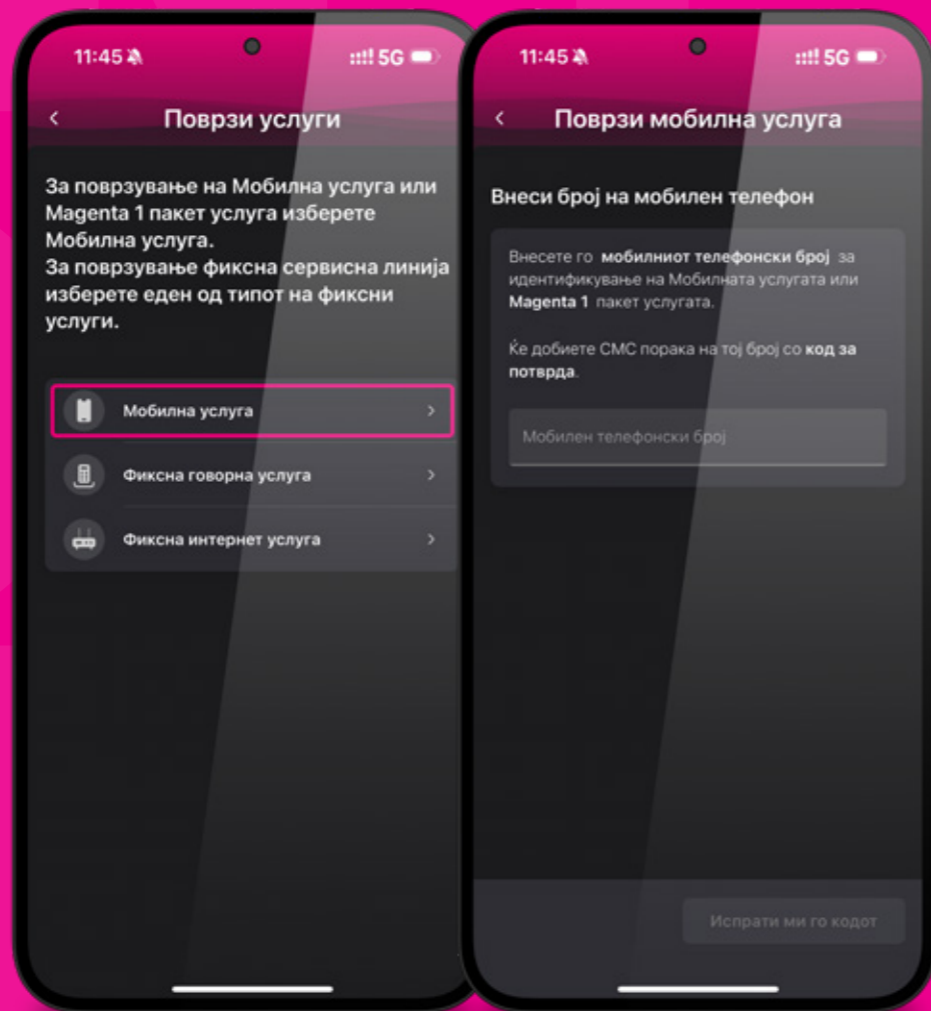 11:45
5G
Поврзи услуги
За поврзување на Мобилна услуга или
Magenta 1 пакет услуга изберете
Мобилна услуга.
За поврзување фиксна сервисна линија
изберете еден од типот на фиксни
услуги.
Мобилна услуга
Фиксна говорна услуга
Фиксна интернет услуга
11:45
5G
Поврзи мобилна услуга
Внеси број на мобилен телефон
Внесете го мобилниот телефонски број за
идентификување на Мобилната услугата или
Magenta 1 пакет услугата.
Ќе добиете СМС порака на тој број со код за
потврда.
Мобилен телефонски број
Испрати ми го кодот